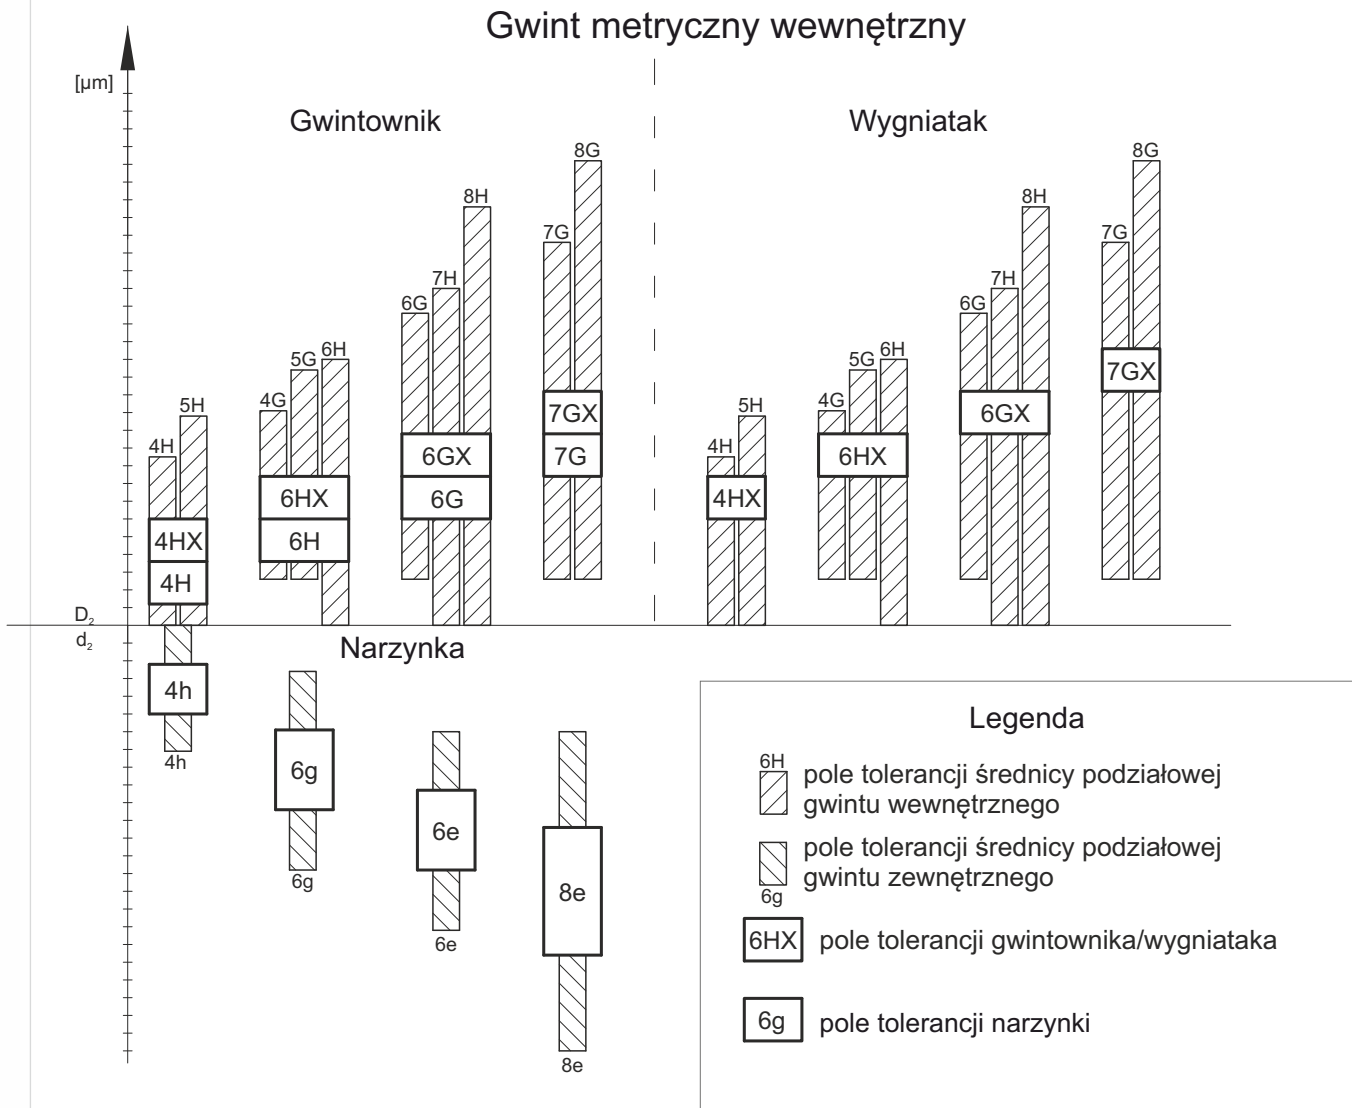 Gwint metryczny wewnętrzny
[µm]
Gwintownik
Wygniatak
4H
5H
4HX
4H
4G
5G
6H
6HX
6H
6G
7H
8H
6GX
6G
7G
8G
7GX
7G
4H
5H
4HX
4G
5G
6H
6HX
6G
7H
8H
6GX
7G
8G
7GX
D₂
d₂
Narzynka
4h
4h
6g
6g
6e
6e
8e
8e
Legenda
6H
pole tolerancji średnicy podziałowej
gwintu wewnętrznego
pole tolerancji średnicy podziałowej
gwintu zewnętrznego
6g
6HX
pole tolerancji gwintownika/wygniataka
6g
pole tolerancji narzynki